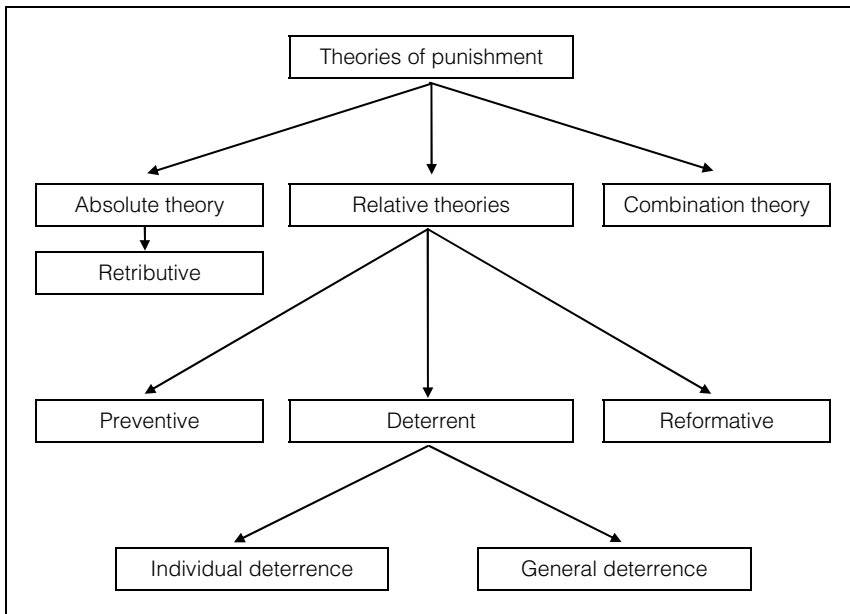 Theories of punishment
Absolute theory
Relative theories
Combination theory
Retributive
Preventive
Deterrent
Reformative
Individual deterrence
General deterrence